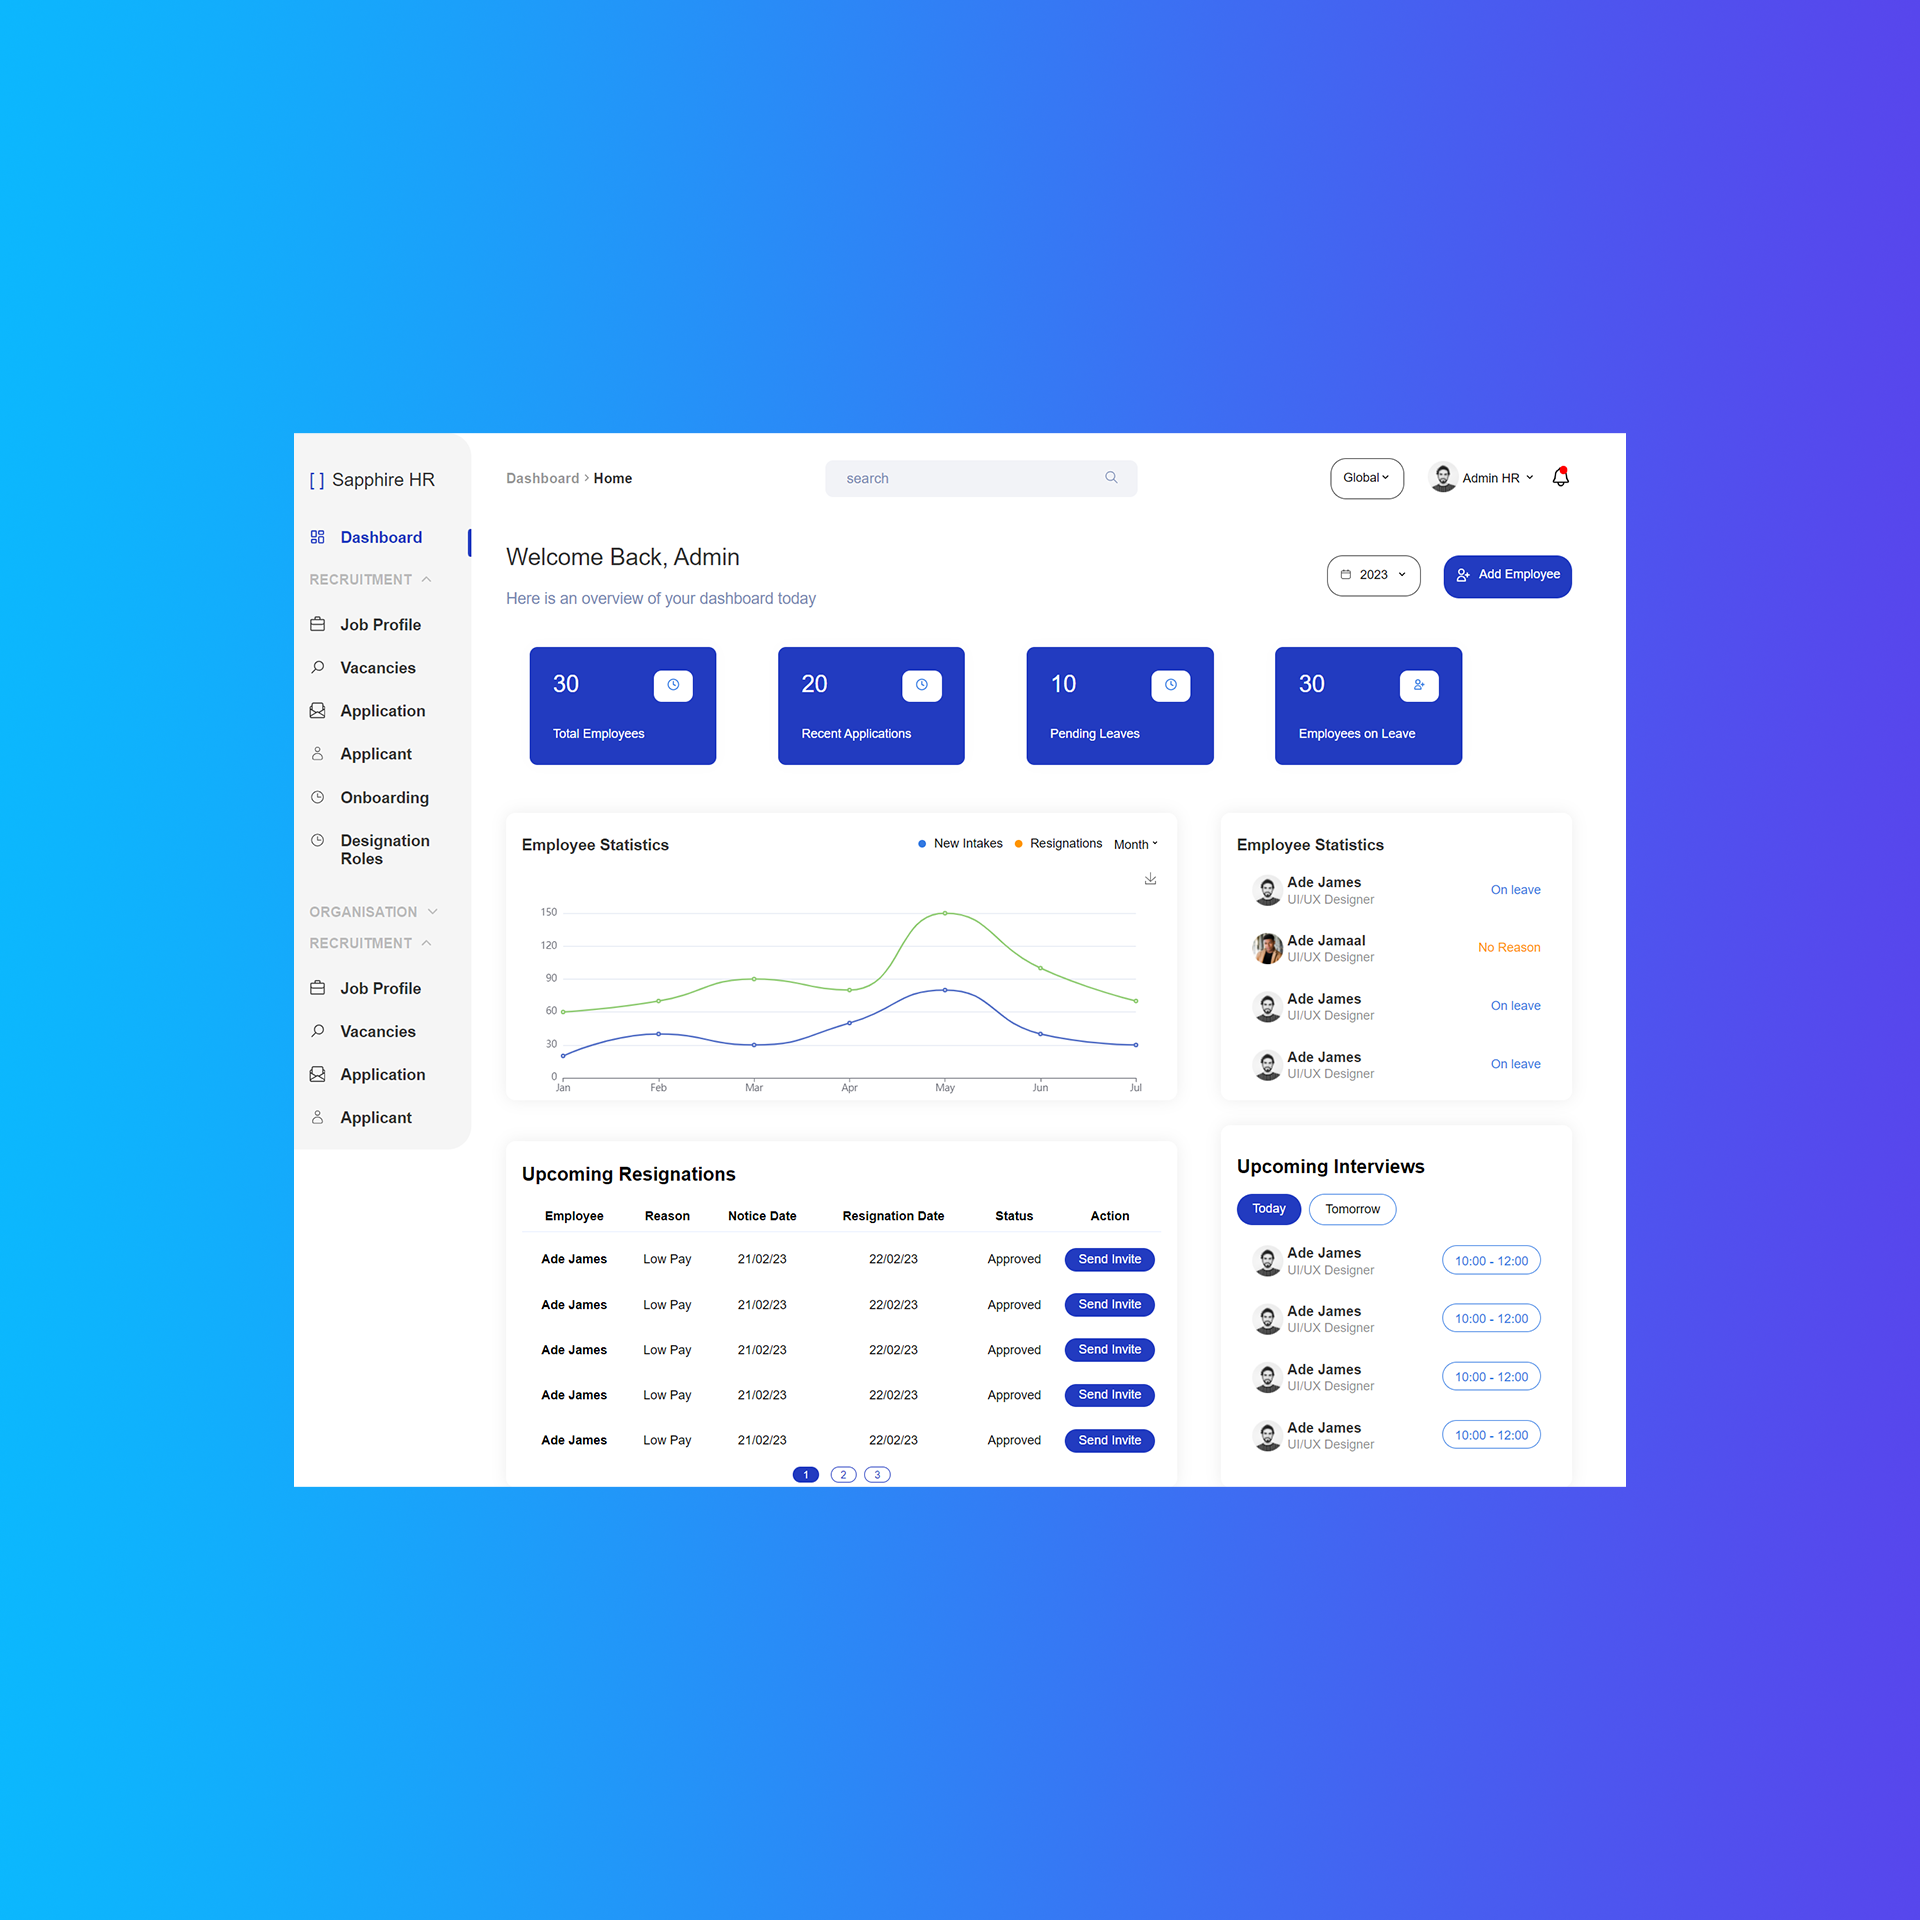 [ ] Sapphire HR
Dashboard
RECRUITMENT
Job Profile
Vacancies
Application
Applicant
Onboarding
Designation
Roles
ORGANISATION
RECRUITMENT
Job Profile
Vacancies
Application
Applicant
Dashboard > Home
search
Global
Admin HR
Welcome Back, Admin
Here is an overview of your dashboard today
2023
Add Employee
30
Total Employees
20
Recent Applications
10
Pending Leaves
30
Employees on Leave
Employee Statistics
New Intakes Resignations Month
150
120
90
60
30
0
Jan Feb Mar Apr May Jun Jul
Employee Statistics
Ade James
UI/UX Designer
On leave
Ade Jamaal
UI/UX Designer
No Reason
Ade James
UI/UX Designer
On leave
Ade James
UI/UX Designer
On leave
Upcoming Resignations
Employee Reason Notice Date Resignation Date Status Action
Ade James Low Pay 21/02/23 22/02/23 Approved Send Invite
Ade James Low Pay 21/02/23 22/02/23 Approved Send Invite
Ade James Low Pay 21/02/23 22/02/23 Approved Send Invite
Ade James Low Pay 21/02/23 22/02/23 Approved Send Invite
Ade James Low Pay 21/02/23 22/02/23 Approved Send Invite
1 2 3
Upcoming Interviews
Today Tomorrow
Ade James
UI/UX Designer
10:00 - 12:00
Ade James
UI/UX Designer
10:00 - 12:00
Ade James
UI/UX Designer
10:00 - 12:00
Ade James
UI/UX Designer
10:00 - 12:00